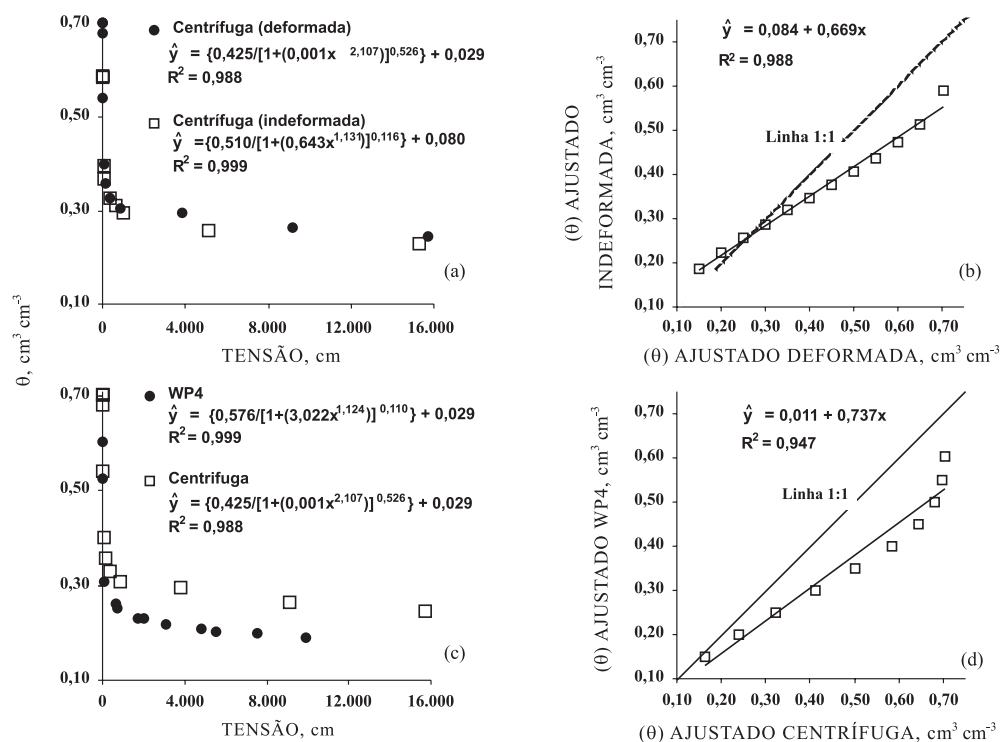 0,70
0,50
0,30
0,10
Centrífuga (deformada)
ŷ = {0,425/[1+(0,001x 2,107)]0,526} + 0,029
R2 = 0,988
Centrífuga (indeformada)
ŷ ={0,510/[1+(0,643x1,131)]0,116} + 0,080
R2 = 0,999
(a)
0 4.000 8.000 12.000 16.000
TENSÃO, cm
θ, cm3 cm-3
(θ) AJUSTADO
INDEFORMADA, cm3 cm-3
0,70
0,60
0,50
0,40
0,30
0,20
0,10
ŷ = 0,084 + 0,669x
R2 = 0,988
Linha 1:1
(b)
0,10 0,20 0,30 0,40 0,50 0,60 0,70
(θ) AJUSTADO DEFORMADA, cm3 cm-3
0,70
0,50
0,30
0,10
WP4
ŷ = {0,576/[1+(3,022x1,124)] 0,110} + 0,029
R2 = 0,999
Centrifuga
ŷ = {0,425/[1+(0,001x2,107)] 0,526} + 0,029
R2 = 0,988
(c)
0 4.000 8.000 12.000 16.000
TENSÃO, cm
(θ) AJUSTADO WP4, cm3 cm-3
0,70
0,60
0,50
0,40
0,30
0,20
0,10
ŷ = 0,011 + 0,737x
R2 = 0,947
Linha 1:1
(d)
0,10 0,20 0,30 0,40 0,50 0,60 0,70
(θ) AJUSTADO CENTRÍFUGA, cm3 cm-3